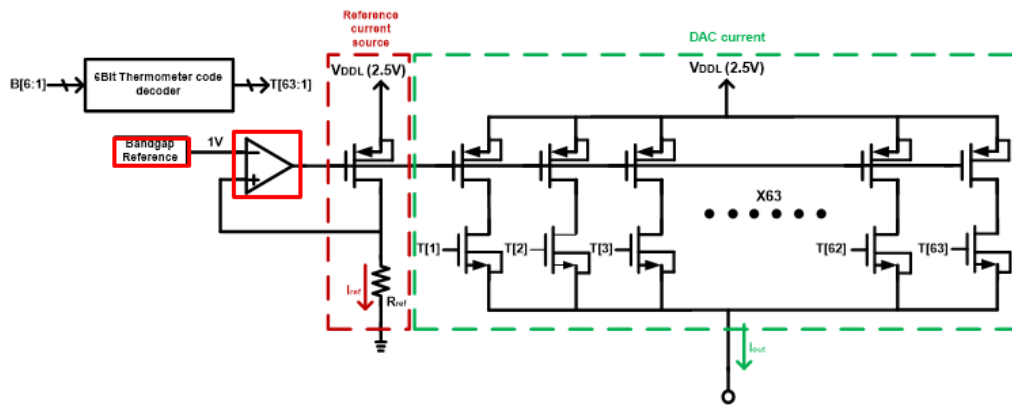 Reference
current
source
DAC current
VDDL (2.5V)
VDDL (2.5V)
B[6:1]
6Bit Thermometer code
decoder
T[63:1]
Bandgap
Reference
1V
X63
T[1]
T[2]
T[3]
T[62]
T[63]
Iref
Rref
Iout